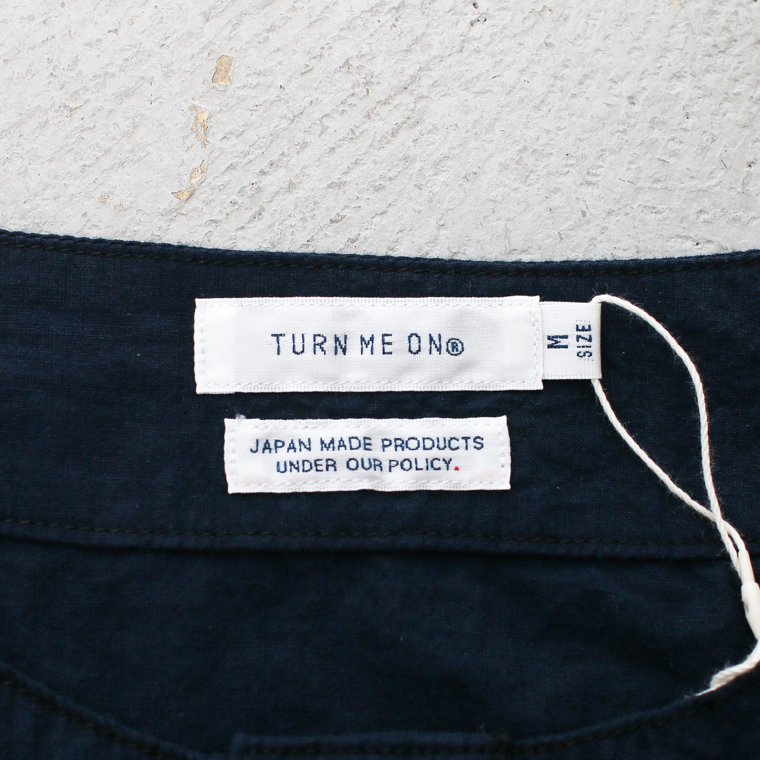 TURN ME ON®
M
SIZE
JAPAN MADE PRODUCTS
UNDER OUR POLICY.